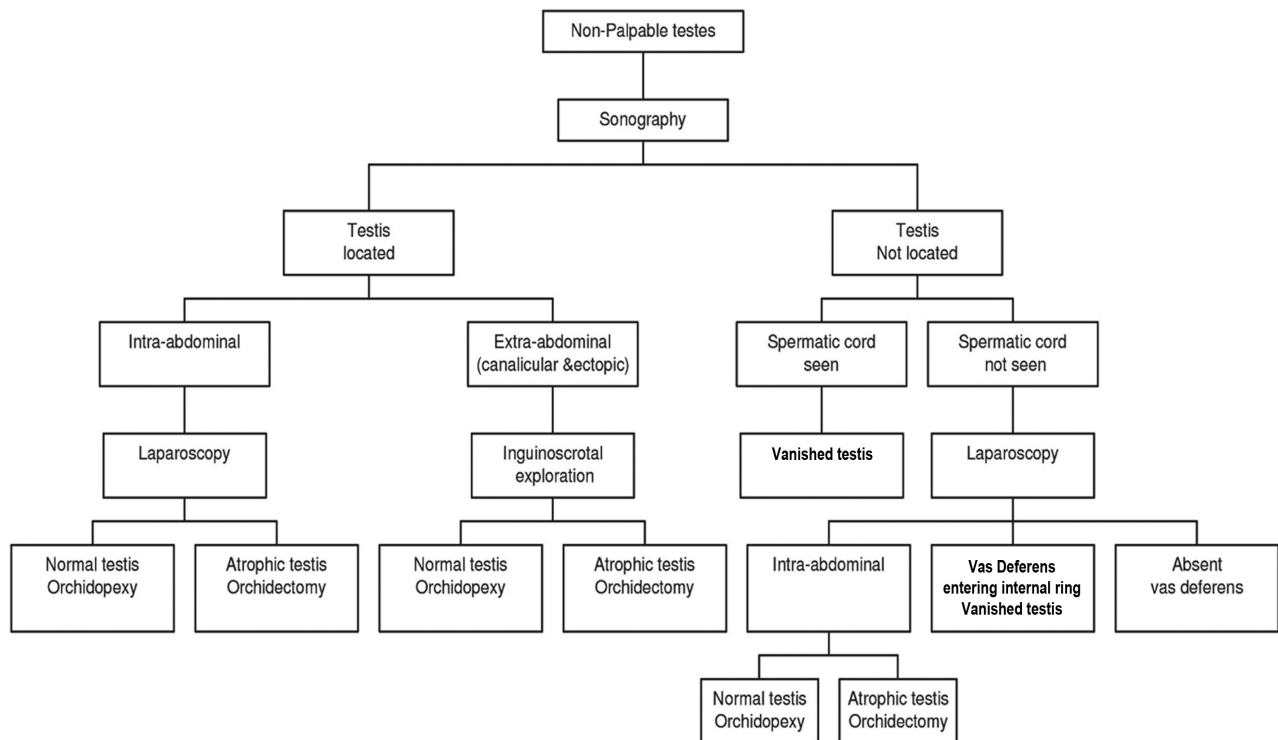 Non-Palpable testes
Sonography
Testis
located
Testis
Not located
Intra-abdominal
Extra-abdominal
(canalicular &ectopic)
Spermatic cord
seen
Spermatic cord
not seen
Laparoscopy
Inguinoscrotal
exploration
Vanished testis
Laparoscopy
Normal testis
Orchidopexy
Atrophic testis
Orchidectomy
Normal testis
Orchidopexy
Atrophic testis
Orchidectomy
Intra-abdominal
Vas Deferens
entering internal ring
Vanished testis
Absent
vas deferens
Normal testis
Orchidopexy
Atrophic testis
Orchidectomy